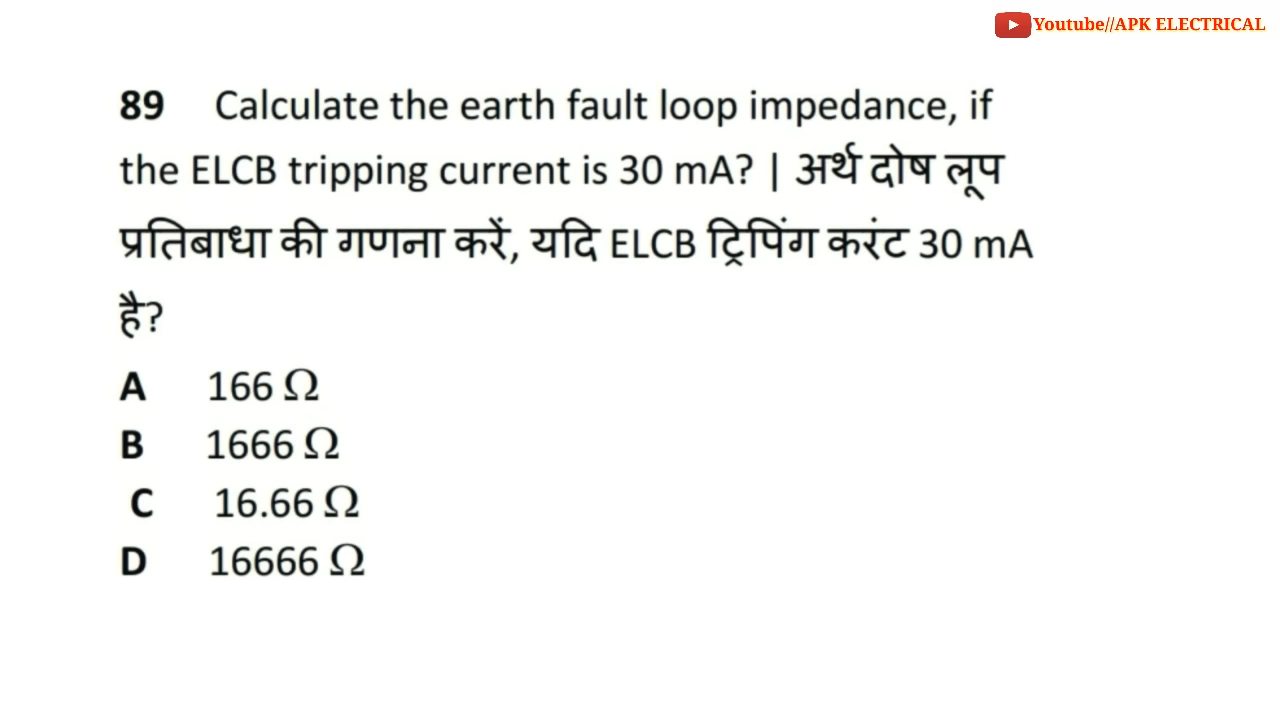 Youtube//APK ELECTRICAL
89 Calculate the earth fault loop impedance, if
the ELCB tripping current is 30 mA? | अर्थ दोष लूप
प्रतिबाधा की गणना करें, यदि ELCB ट्रिपिंग करंट 30 mA
है?
A 166 Ω
B 1666 Ω
C 16.66 Ω
D 16666 Ω